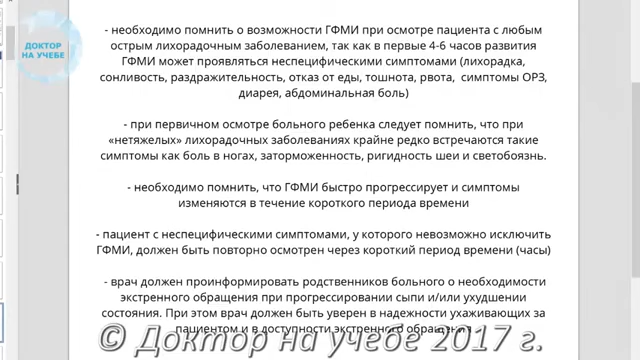 ДОКТОР
НА УЧЕБЕ
- необходимо помнить о возможности ГФМИ при осмотре пациента с любым
острым лихорадочным заболеванием, так как в первые 4-6 часов развития
ГФМИ может проявляться неспецифическими симптомами (лихорадка,
сонливость, раздражительность, отказ от еды, тошнота, рвота, симптомы ОРЗ,
диарея, абдоминальная боль)
- при первичном осмотре больного ребенка следует помнить, что при
«нетяжелых» лихорадочных заболеваниях крайне редко встречаются такие
симптомы как боль в ногах, заторможенность, ригидность шеи и светобоязнь.
- необходимо помнить, что ГФМИ быстро прогрессирует и симптомы
изменяются в течение короткого периода времени
- пациент с неспецифическими симптомами, у которого невозможно исключить
ГФМИ, должен быть повторно осмотрен через короткий период времени (часы)
- врач должен проинформировать родственников больного о необходимости
экстренного обращения при прогрессировании сыпи и/или ухудшении
состояния. При этом врач должен быть уверен в надежности ухаживающих за
пациентом и в доступности экстренного обращения
© Доктор на учебе 2017 г.